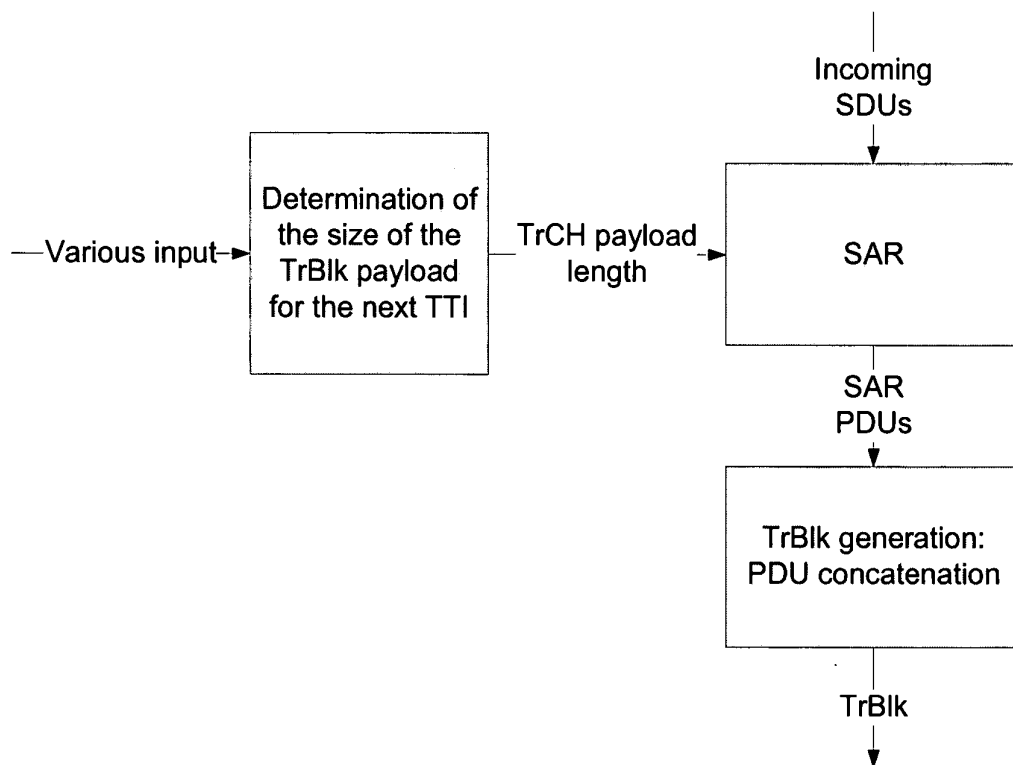 Incoming
SDUs
Various input
Determination of
the size of the
TrBlk payload
for the next TTI
TrCH payload
length
SAR
SAR
PDUs
TrBlk generation:
PDU concatenation
TrBlk